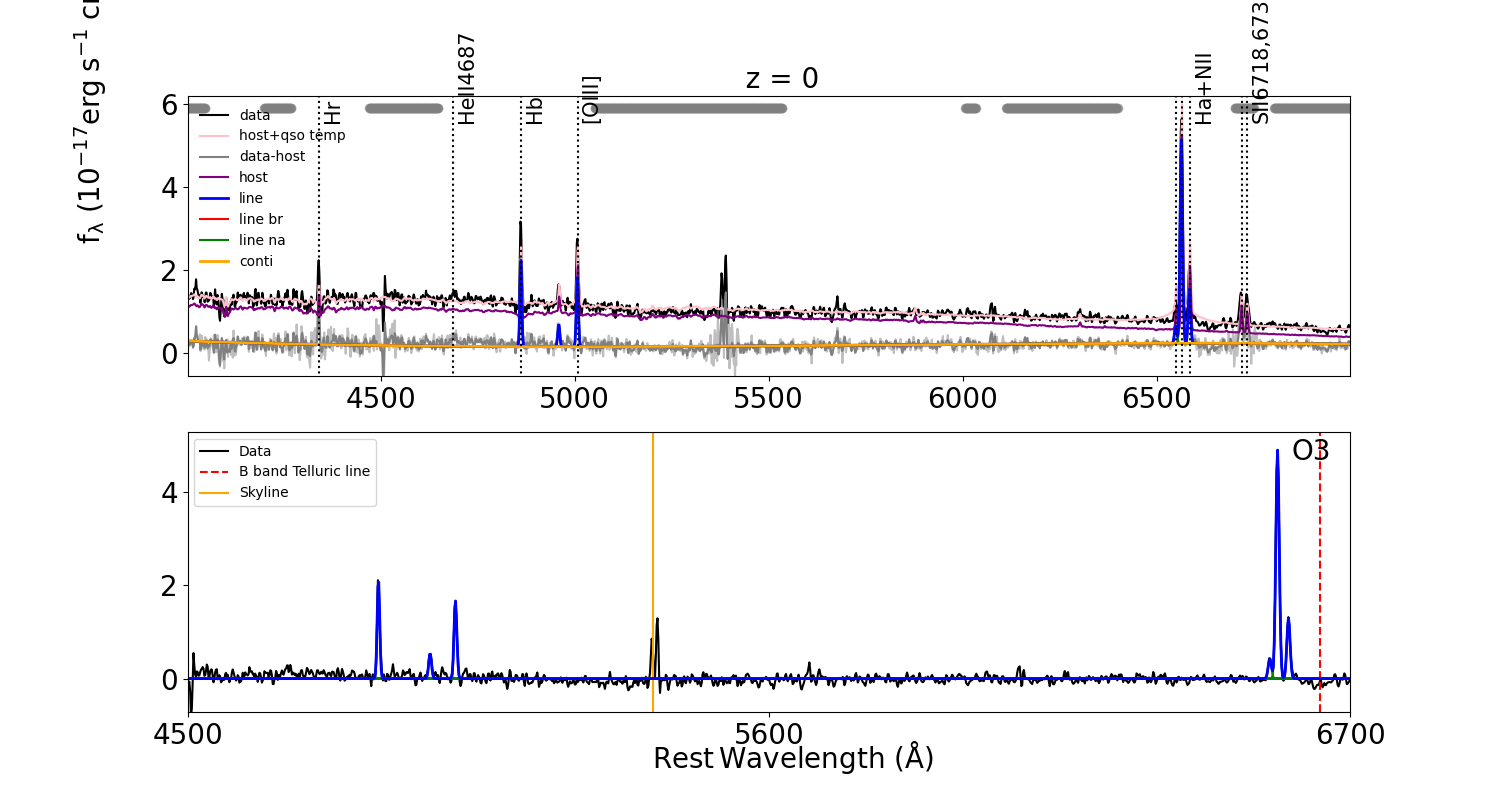 z = 0
f_λ (10^−17 erg s^−1 c
Hr
HeII4687
Hb
[OIII]
Ha+NII
SII6718,673
data
host+qso temp
data-host
host
line
line br
line na
conti
6
4
2
0
4500 5000 5500 6000 6500
Data
B band Telluric line
Skyline
O3
4
2
0
4500 5600 6700
Rest Wavelength (Å)